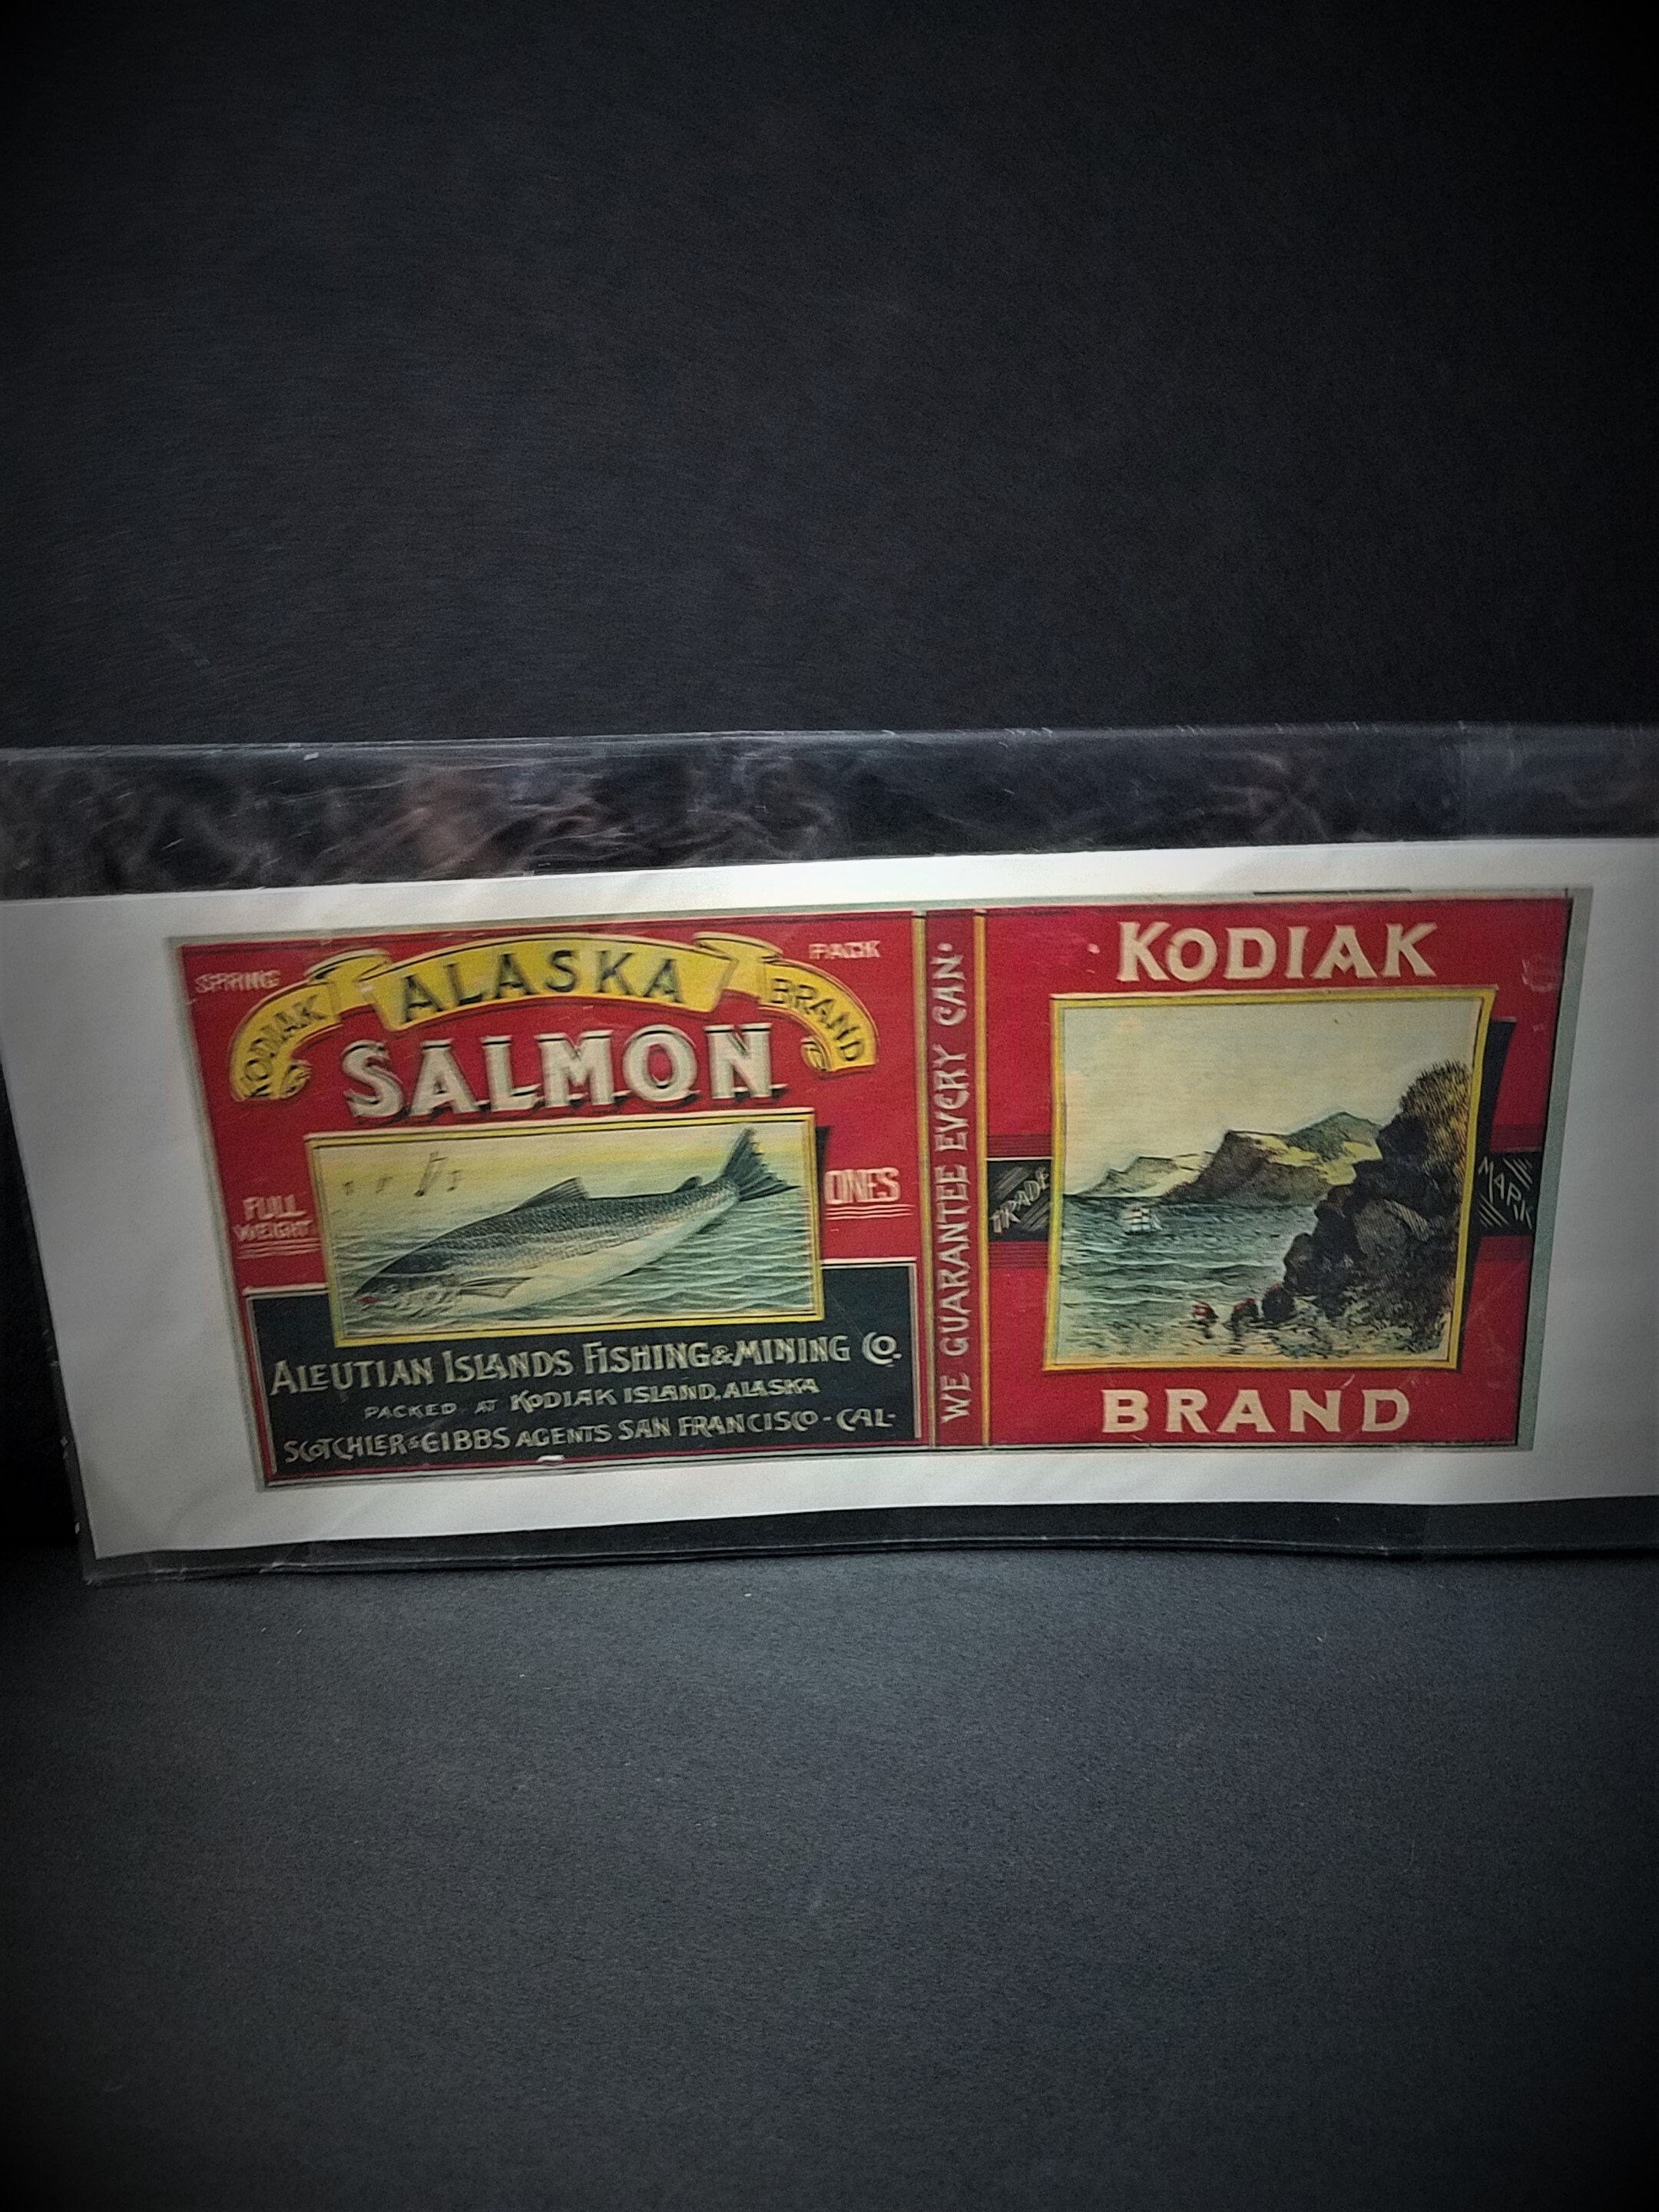 SPRING PACK
KODIAK ALASKA BRAND
SALMON
FULL
WEIGHT
ONES
ALEUTIAN ISLANDS FISHING & MINING CO.
PACKED AT KODIAK ISLAND, ALASKA
SCOTCHLER & GIBBS AGENTS SAN FRANCISCO-CAL-
WE GUARANTEE EVERY CAN.
KODIAK
TRADE MARK
BRAND